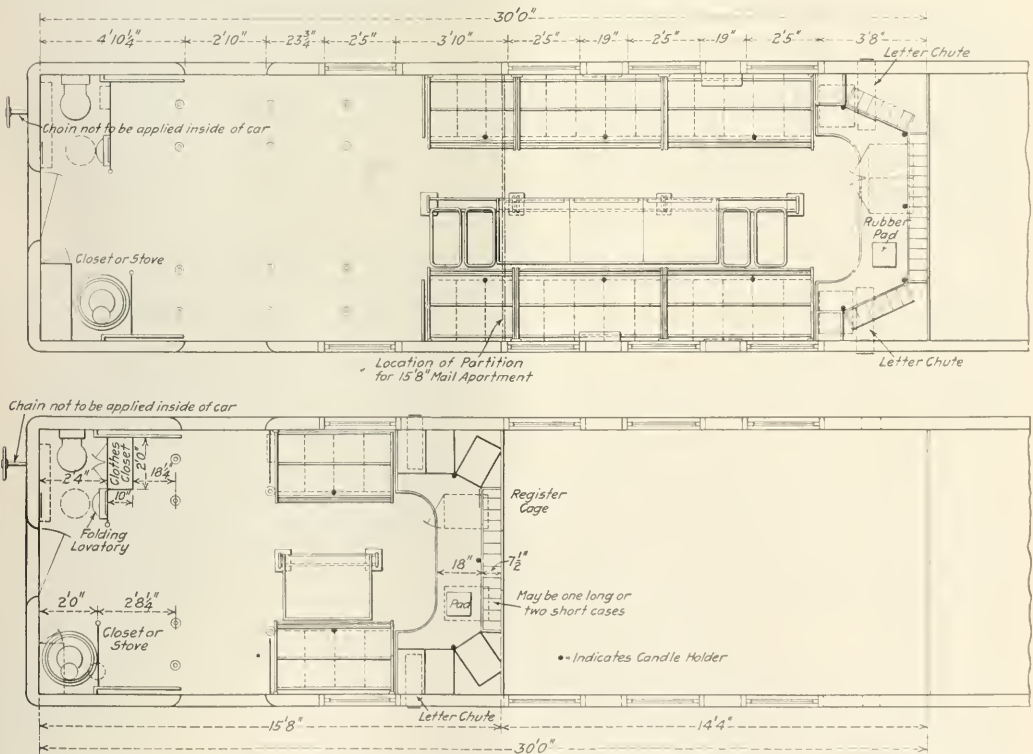 30'0"
4'10¼" 2'10" 23¾" 2'5" 3'10" 2'5" 19" 2'5" 19" 2'5" 3'8"
Letter Chute
Chain not to be applied inside of car
Rubber
Pad
Closet or Stove
Location of Partition
for 15'8" Mail Apartment
Letter Chute
Chain not to be applied inside of car
2'4"
Clothes
Closet
2'0"
18¼"
10"
Folding
Lovatory
Register
Cage
18" 7½"
Pad
May be one long or
two short cases
2'0" 2'8¼"
Closet or
Stove
•-Indicates Candle Holder
Letter Chute
15'8" 14'4"
30'0"